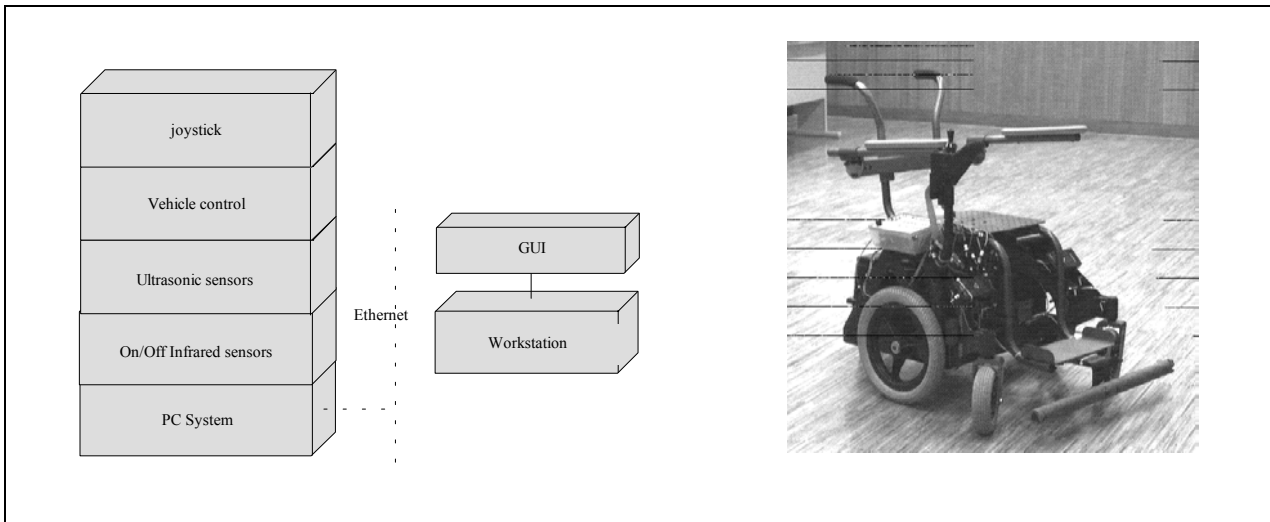 joystick
Vehicle control
Ultrasonic sensors
On/Off Infrared sensors
PC System
Ethernet
GUI
Workstation